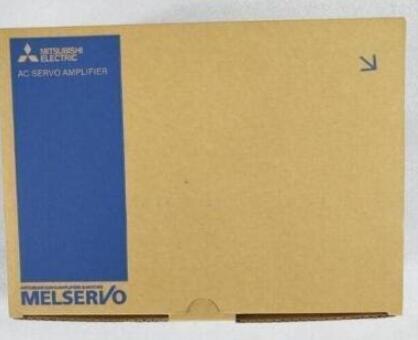 MITSUBISHI
ELECTRIC
AC SERVO AMPLIFIER
MELSERVO